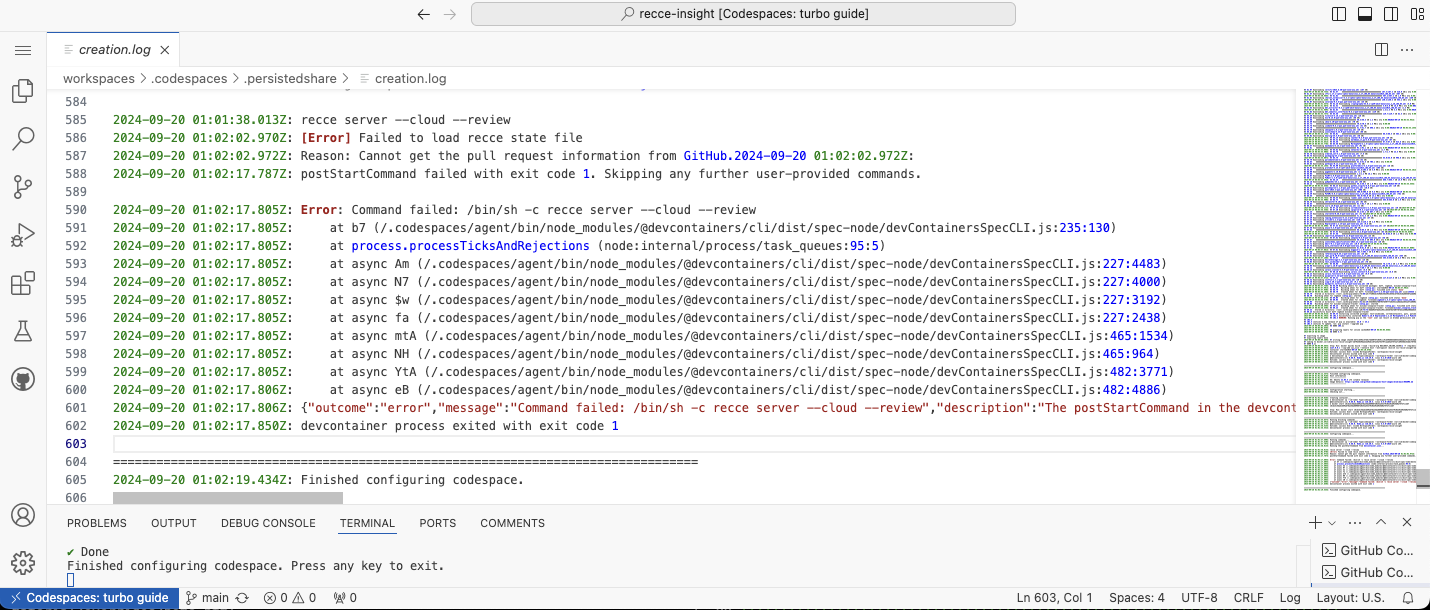 recce-insight [Codespaces: turbo guide]
creation.log
workspaces > .codespaces > .persistedshare > creation.log
584
585 2024-09-20 01:01:38.013Z: recce server --cloud --review
586 2024-09-20 01:02:02.970Z: [Error] Failed to load recce state file
587 2024-09-20 01:02:02.972Z: Reason: Cannot get the pull request information from GitHub.2024-09-20 01:02:02.972Z:
588 2024-09-20 01:02:17.787Z: postStartCommand failed with exit code 1. Skipping any further user-provided commands.
589
590 2024-09-20 01:02:17.805Z: Error: Command failed: /bin/sh -c recce server --cloud --review
591 2024-09-20 01:02:17.805Z:     at b7 (/.codespaces/agent/bin/node_modules/@devcontainers/cli/dist/spec-node/devContainersSpecCLI.js:235:130)
592 2024-09-20 01:02:17.805Z:     at process.processTicksAndRejections (node:internal/process/task_queues:95:5)
593 2024-09-20 01:02:17.805Z:     at async Am (/.codespaces/agent/bin/node_modules/@devcontainers/cli/dist/spec-node/devContainersSpecCLI.js:227:4483)
594 2024-09-20 01:02:17.805Z:     at async N7 (/.codespaces/agent/bin/node_modules/@devcontainers/cli/dist/spec-node/devContainersSpecCLI.js:227:4000)
595 2024-09-20 01:02:17.805Z:     at async $w (/.codespaces/agent/bin/node_modules/@devcontainers/cli/dist/spec-node/devContainersSpecCLI.js:227:3192)
596 2024-09-20 01:02:17.805Z:     at async fa (/.codespaces/agent/bin/node_modules/@devcontainers/cli/dist/spec-node/devContainersSpecCLI.js:227:2438)
597 2024-09-20 01:02:17.805Z:     at async mtA (/.codespaces/agent/bin/node_modules/@devcontainers/cli/dist/spec-node/devContainersSpecCLI.js:465:1534)
598 2024-09-20 01:02:17.805Z:     at async NH (/.codespaces/agent/bin/node_modules/@devcontainers/cli/dist/spec-node/devContainersSpecCLI.js:465:964)
599 2024-09-20 01:02:17.805Z:     at async YtA (/.codespaces/agent/bin/node_modules/@devcontainers/cli/dist/spec-node/devContainersSpecCLI.js:482:3771)
600 2024-09-20 01:02:17.806Z:     at async eB (/.codespaces/agent/bin/node_modules/@devcontainers/cli/dist/spec-node/devContainersSpecCLI.js:482:4886)
601 2024-09-20 01:02:17.806Z: {"outcome":"error","message":"Command failed: /bin/sh -c recce server --cloud --review","description":"The postStartCommand in the devcont
602 2024-09-20 01:02:17.850Z: devcontainer process exited with exit code 1
603
604 =================================================================================
605 2024-09-20 01:02:19.434Z: Finished configuring codespace.
606
PROBLEMS OUTPUT DEBUG CONSOLE TERMINAL PORTS COMMENTS
✔ Done
Finished configuring codespace. Press any key to exit.
GitHub Co...
GitHub Co...
Codespaces: turbo guide main 0 0 0 Ln 603, Col 1 Spaces: 4 UTF-8 CRLF Log Layout: U.S.